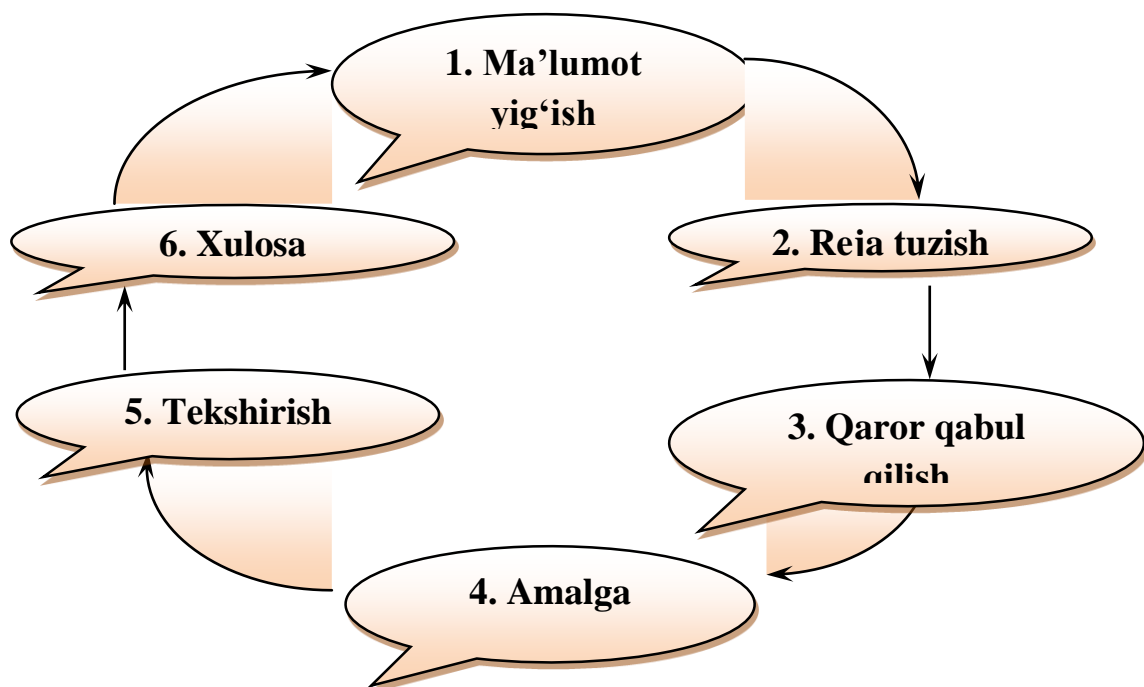 1. Ma’lumot
yig‘ish
2. Reja tuzish
3. Qaror qabul
qilish
4. Amalga
5. Tekshirish
6. Xulosa